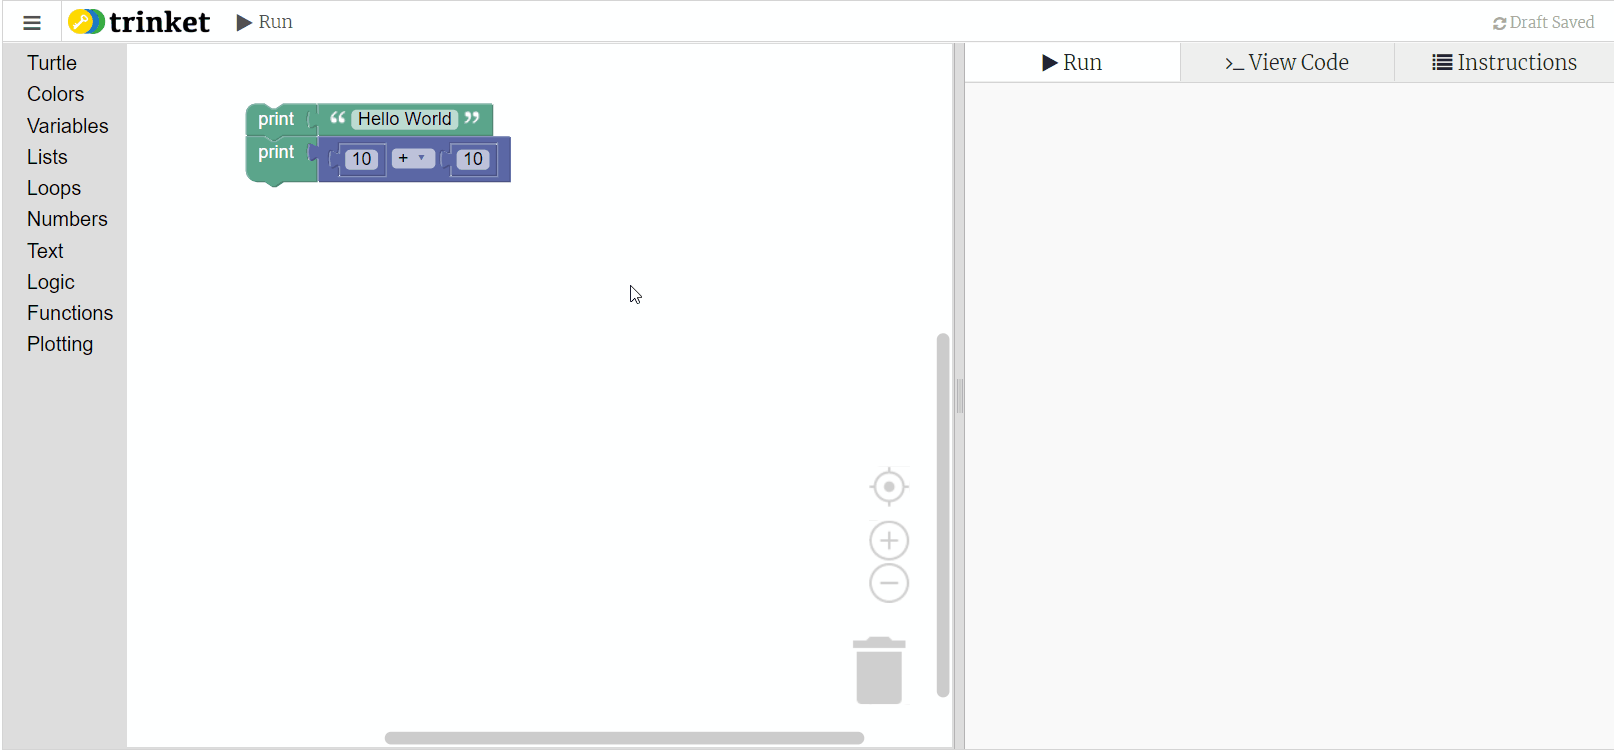 trinket Run Draft Saved
Turtle
Colors
Variables
Lists
Loops
Numbers
Text
Logic
Functions
Plotting
print “ Hello World ”
print 10 + 10
Run >_ View Code Instructions